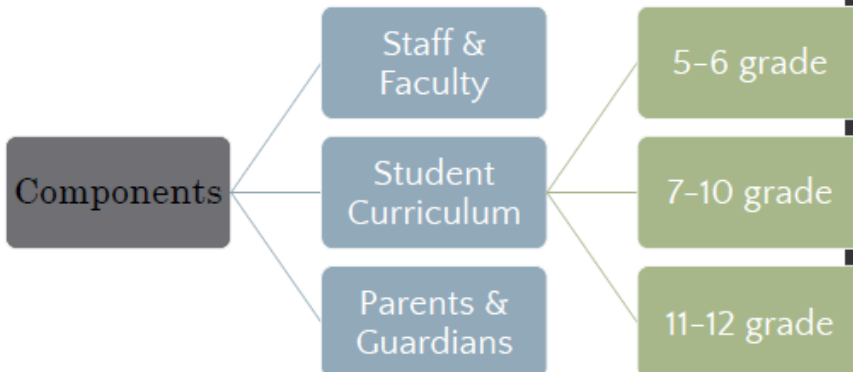 Components
Staff &
Faculty
Student
Curriculum
Parents &
Guardians
5-6 grade
7-10 grade
11-12 grade